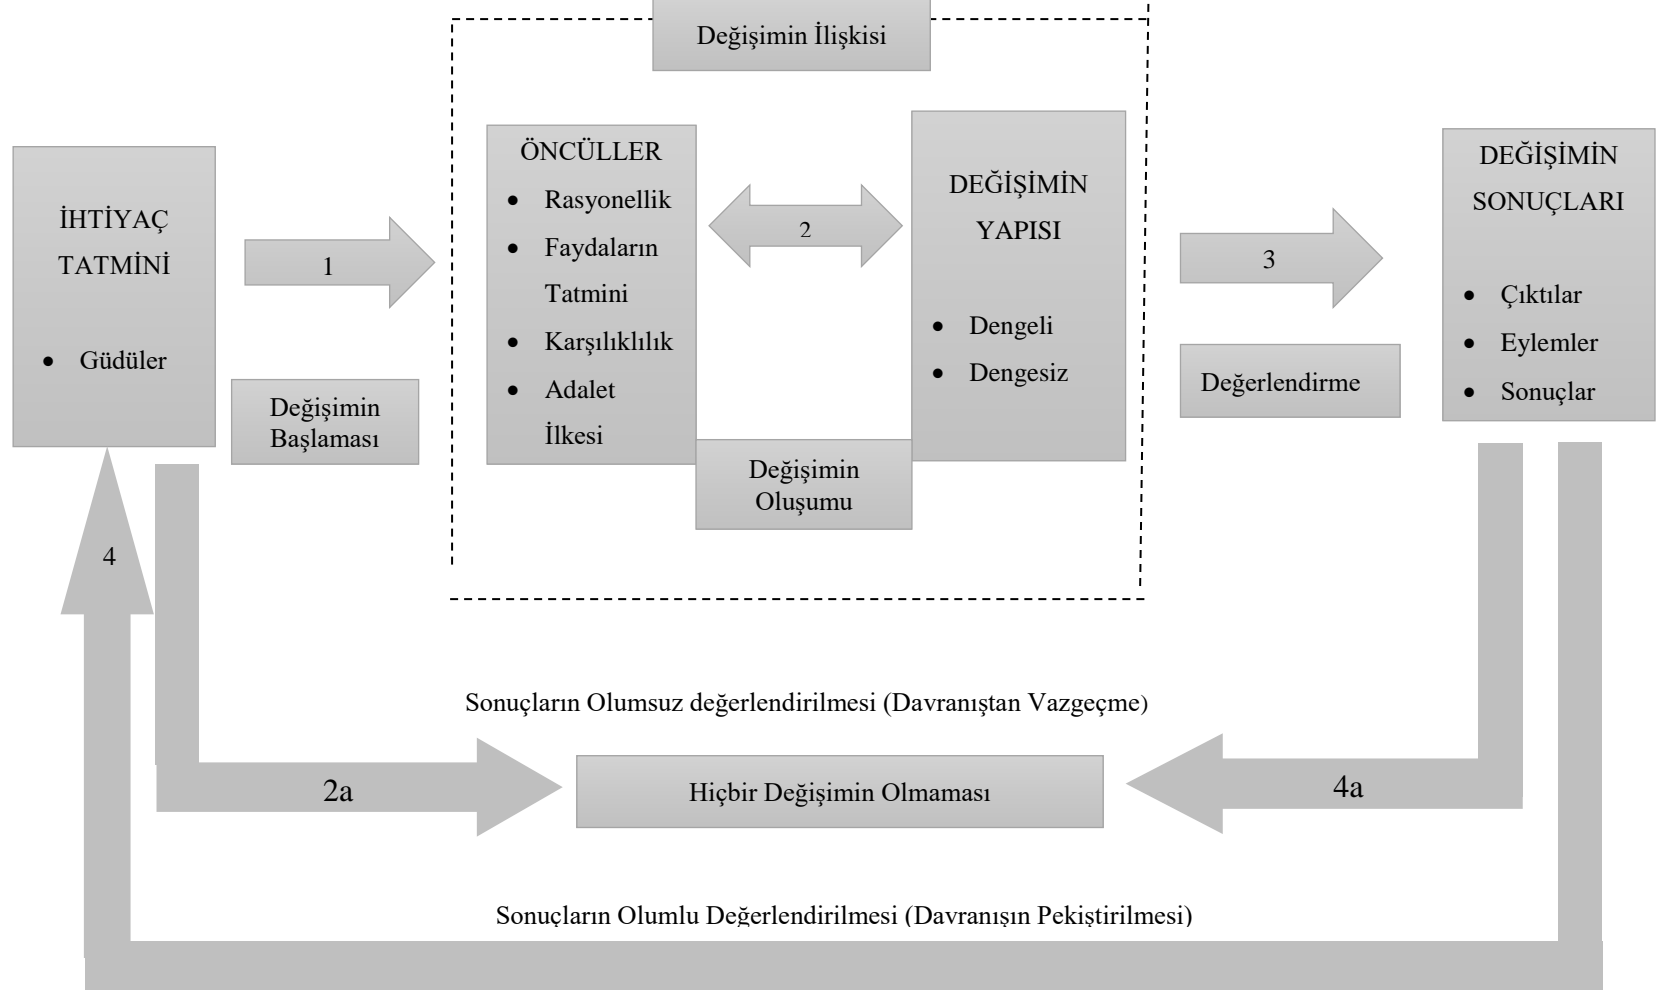 Değişimin İlişkisi
İHTİYAÇ
TATMİNİ
• Güdüler
1
Değişimin
Başlaması
ÖNCÜLLER
• Rasyonellik
• Faydaların
Tatmini
• Karşılıklılık
• Adalet
İlkesi
2
Değişimin
Oluşumu
DEĞİŞİMİN
YAPISI
• Dengeli
• Dengesiz
3
Değerlendirme
DEĞİŞİMİN
SONUÇLARI
• Çıktılar
• Eylemler
• Sonuçlar
4
Sonuçların Olumsuz değerlendirilmesi (Davranıştan Vazgeçme)
2a
Hiçbir Değişimin Olmaması
4a
Sonuçların Olumlu Değerlendirilmesi (Davranışın Pekiştirilmesi)